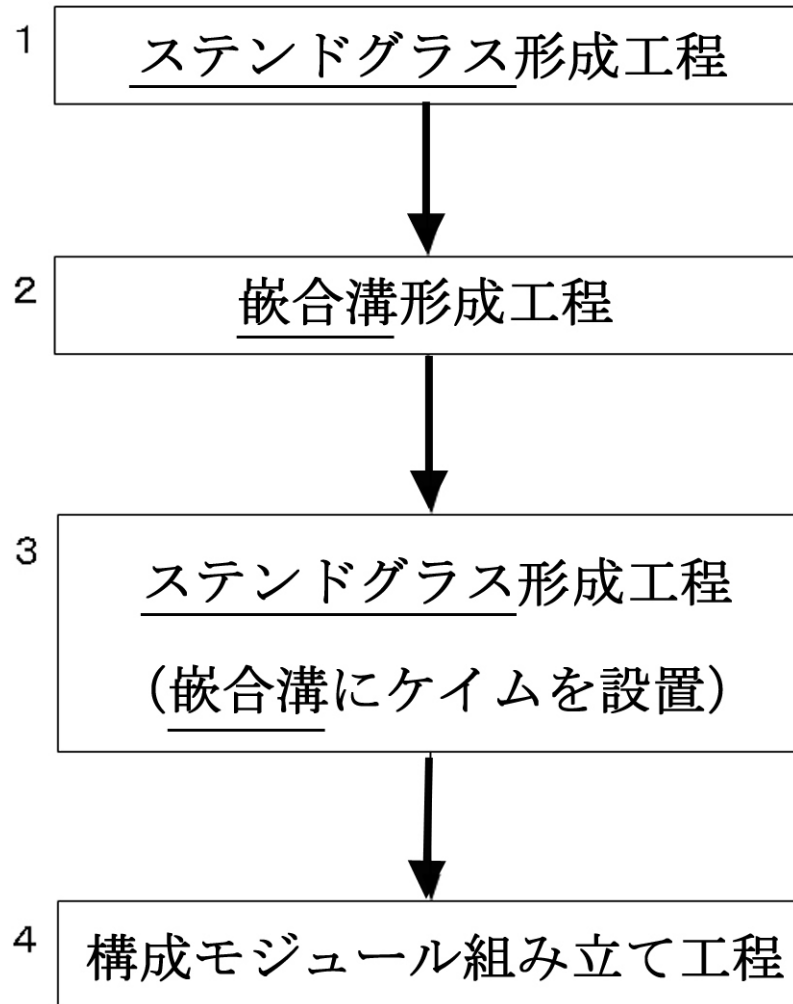 1 ステンドグラス形成工程
2 嵌合溝形成工程
3 ステンドグラス形成工程
(嵌合溝にケイムを設置)
4 構成モジュール組み立て工程